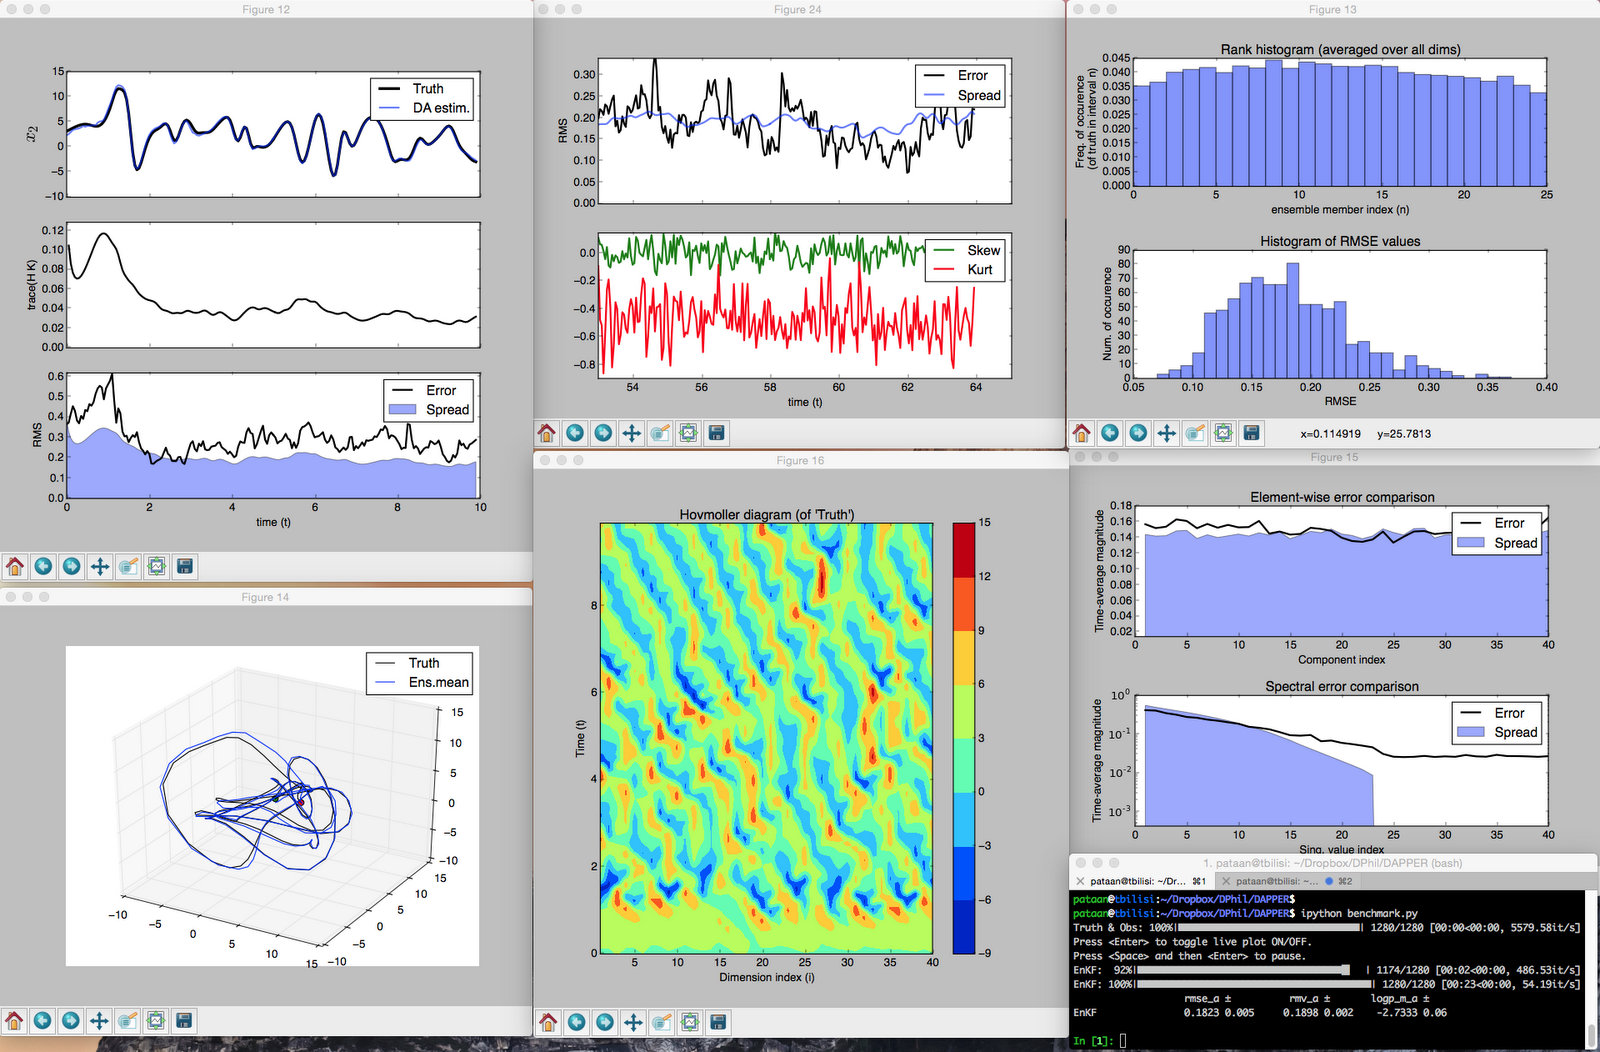 Figure 12
15
10
5
0
−5
−10
x2
Truth
DA estim.
0.12
0.10
0.08
0.06
0.04
0.02
0.00
trace(H K)
0.6
0.5
0.4
0.3
0.2
0.1
0.0
RMS
Error
Spread
0 2 4 6 8 10
time (t)
Figure 24
0.30
0.25
0.20
0.15
0.10
0.05
0.00
RMS
Error
Spread
0.0
−0.2
−0.4
−0.6
−0.8
Skew
Kurt
54 56 58 60 62 64
time (t)
Figure 13
Rank histogram (averaged over all dims)
0.045
0.040
0.035
0.030
0.025
0.020
0.015
0.010
0.005
0.000
Freq. of occurence
(of truth in interval n)
0 5 10 15 20 25
ensemble member index (n)
Histogram of RMSE values
90
80
70
60
50
40
30
20
10
0
Num. of occurence
0.05 0.10 0.15 0.20 0.25 0.30 0.35 0.40
RMSE
x=0.114919 y=25.7813
Figure 14
Truth
Ens.mean
15
10
5
0
−5
−10
−10 −5 0 5 10 15
−10 −5 0 5 10 15
Figure 16
Hovmoller diagram (of 'Truth')
8
6
4
2
0
Time (t)
5 10 15 20 25 30 35 40
Dimension index (i)
15
12
9
6
3
0
−3
−6
−9
Figure 15
Element-wise error comparison
0.18
0.16
0.14
0.12
0.10
0.08
0.06
0.04
0.02
Time-average magnitude
Error
Spread
0 5 10 15 20 25 30 35 40
Component index
Spectral error comparison
10^0
10^-1
10^-2
10^-3
Time-average magnitude
Error
Spread
0 5 10 15 20 25 30 35 40
Sing. value index
1. pataan@tbilisi: ~/Dropbox/DPhil/DAPPER (bash)
pataan@tbilisi: ~/Dr... ⌘1 pataan@tbilisi: ~... ⌘2
pataan@tbilisi:~/Dropbox/DPhil/DAPPER$
pataan@tbilisi:~/Dropbox/DPhil/DAPPER$ ipython benchmark.py
Truth & Obs: 100%| | 1280/1280 [00:00<00:00, 5579.58it/s]
Press <Enter> to toggle live plot ON/OFF.
Press <Space> and then <Enter> to pause.
EnKF: 92%| | 1174/1280 [00:02<00:00, 486.53it/s]
EnKF: 100%| | 1280/1280 [00:23<00:00, 54.19it/s]
rmse_a ± rmv_a ± logp_m_a ±
EnKF 0.1823 0.005 0.1898 0.002 -2.7333 0.06
In [1]: